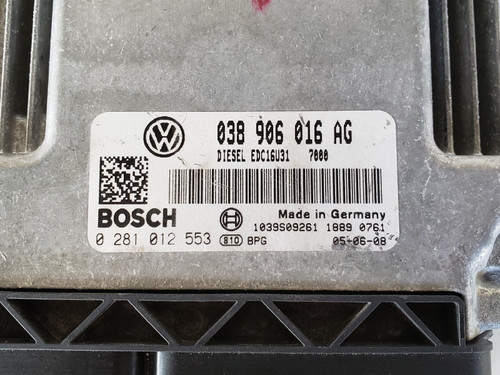 038 906 016 AG
DIESEL EDC16U31 7000
BOSCH
Made in Germany
1039S09261 1889 0761
0 281 012 553 810 BPG 05-06-08